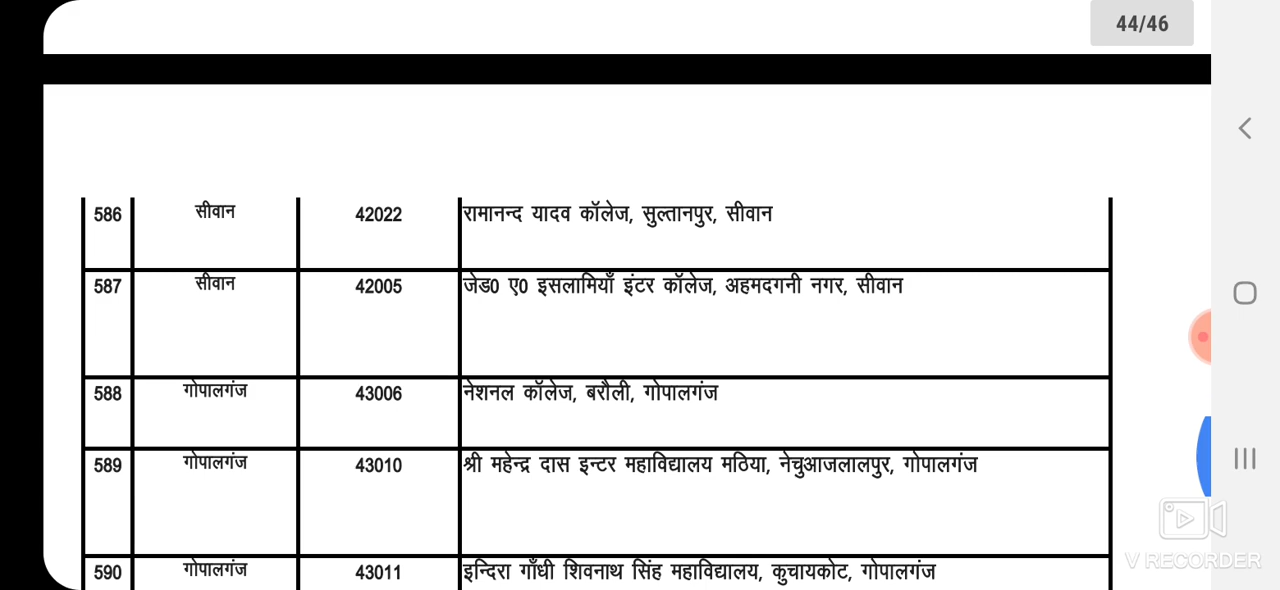 44/46
586 सीवान 42022 रामानन्द यादव कॉलेज, सुल्तानपुर, सीवान
587 सीवान 42005 जेड0 ए0 इसलामियाँ इंटर कॉलेज, अहमदगनी नगर, सीवान
588 गोपालगंज 43006 नेशनल कॉलेज, बरौली, गोपालगंज
589 गोपालगंज 43010 श्री महेन्द्र दास इन्टर महाविद्यालय मठिया, नेचुआजलालपुर, गोपालगंज
590 गोपालगंज 43011 इन्दिरा गाँधी शिवनाथ सिंह महाविद्यालय, कुचायकोट, गोपालगंज
V RECORDER